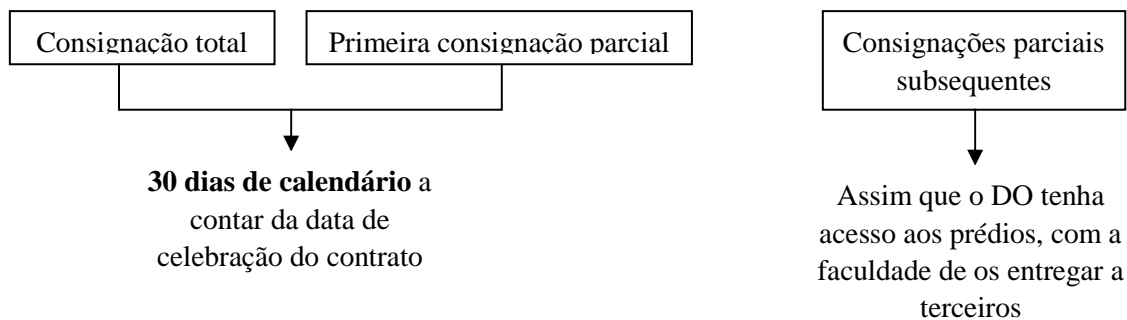 Consignação total
Primeira consignação parcial
30 dias de calendário a
contar da data de
celebração do contrato
Consignações parciais
subsequentes
Assim que o DO tenha
acesso aos prédios, com a
faculdade de os entregar a
terceiros